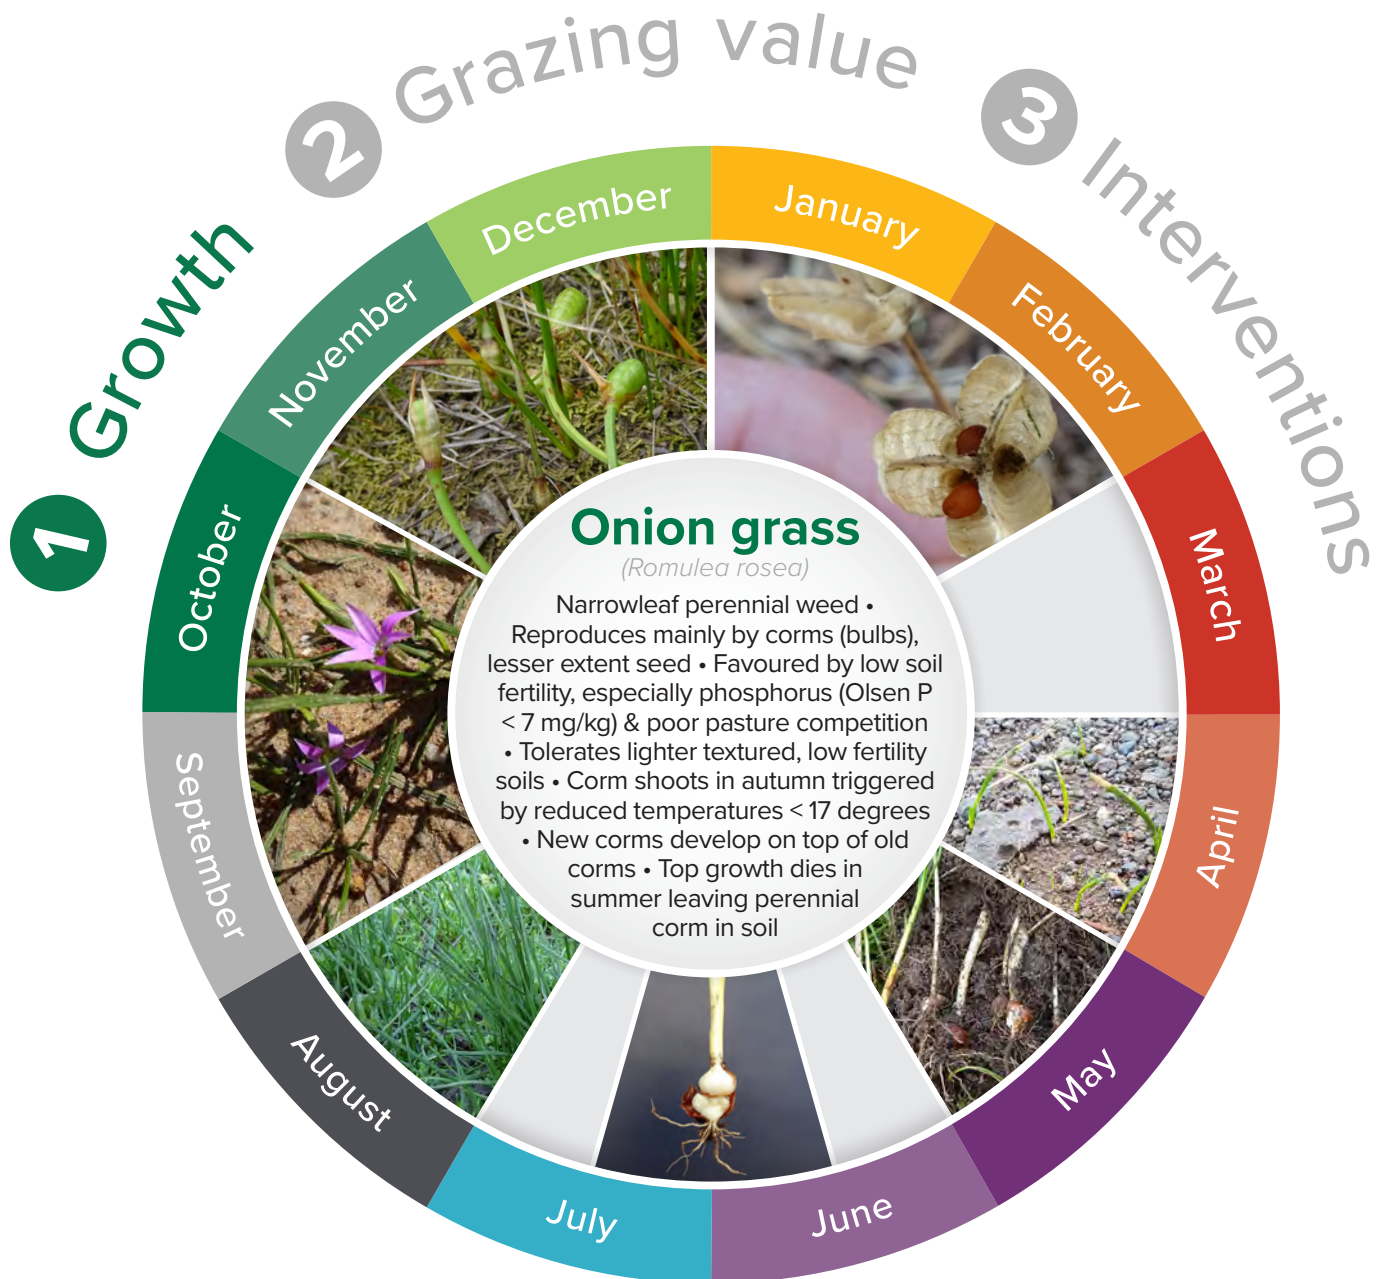 1 Growth
2 Grazing value
3 Interventions
January
February
March
April
May
June
July
August
September
October
November
December
Onion grass
(Romulea rosea)
Narrowleaf perennial weed •
Reproduces mainly by corms (bulbs),
lesser extent seed • Favoured by low soil
fertility, especially phosphorus (Olsen P
< 7 mg/kg) & poor pasture competition
• Tolerates lighter textured, low fertility
soils • Corm shoots in autumn triggered
by reduced temperatures < 17 degrees
• New corms develop on top of old
corms • Top growth dies in
summer leaving perennial
corm in soil